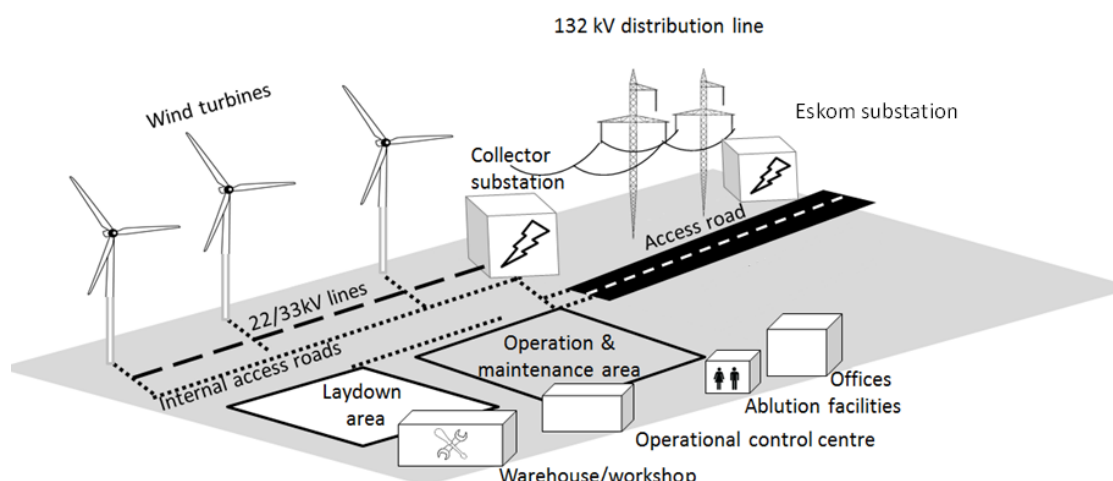 132 kV distribution line
Wind turbines
Eskom substation
Collector
substation
Access road
22/33kV lines
Internal access roads
Operation &
maintenance area
Laydown
area
Offices
Ablution facilities
Operational control centre
Warehouse/workshop